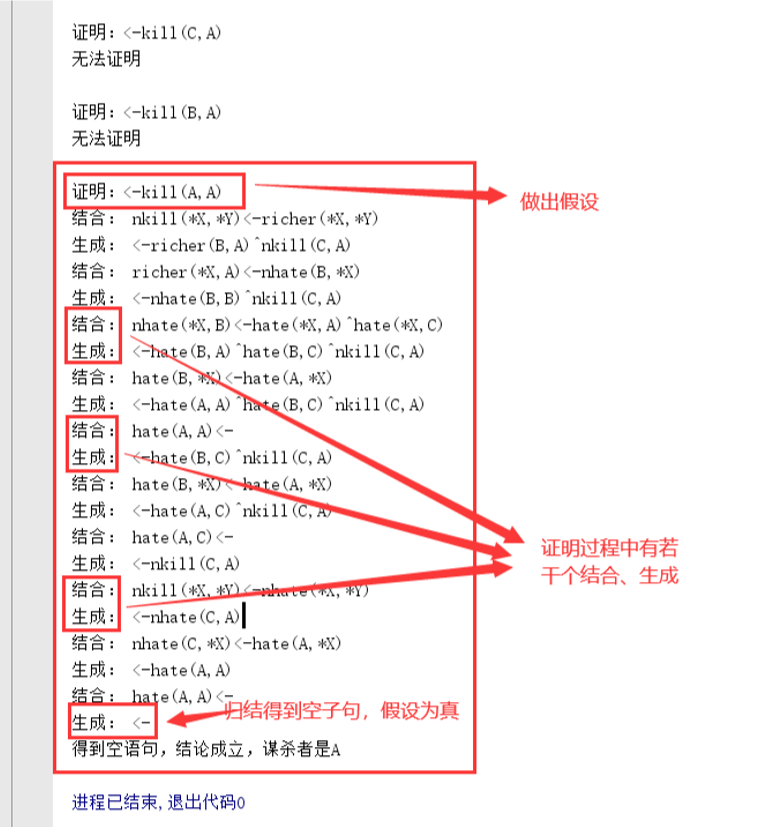 证明：<-kill(C,A)
无法证明
证明：<-kill(B,A)
无法证明
证明：<-kill(A,A)
做出假设
结合： nkill(*X,*Y)<-richer(*X,*Y)
生成： <-richer(B,A)^nkill(C,A)
结合： richer(*X,A)<-nhate(B,*X)
生成： <-nhate(B,B)^nkill(C,A)
结合： nhate(*X,B)<-hate(*X,A)^hate(*X,C)
生成： <-hate(B,A)^hate(B,C)^nkill(C,A)
结合： hate(B,*X)<-hate(A,*X)
生成： <-hate(A,A)^hate(B,C)^nkill(C,A)
结合： hate(A,A)<-
生成： <-hate(B,C)^nkill(C,A)
结合： hate(B,*X)<-hate(A,*X)
生成： <-hate(A,C)^nkill(C,A)
结合： hate(A,C)<-
生成： <-nkill(C,A)
证明过程中有若
干个结合、生成
结合： nkill(*X,*Y)<-nhate(*X,*Y)
生成： <-nhate(C,A)
结合： nhate(C,*X)<-hate(A,*X)
生成： <-hate(A,A)
结合： hate(A,A)<-
生成： <-
归结得到空子句，假设为真
得到空语句，结论成立，谋杀者是A
进程已结束,退出代码0